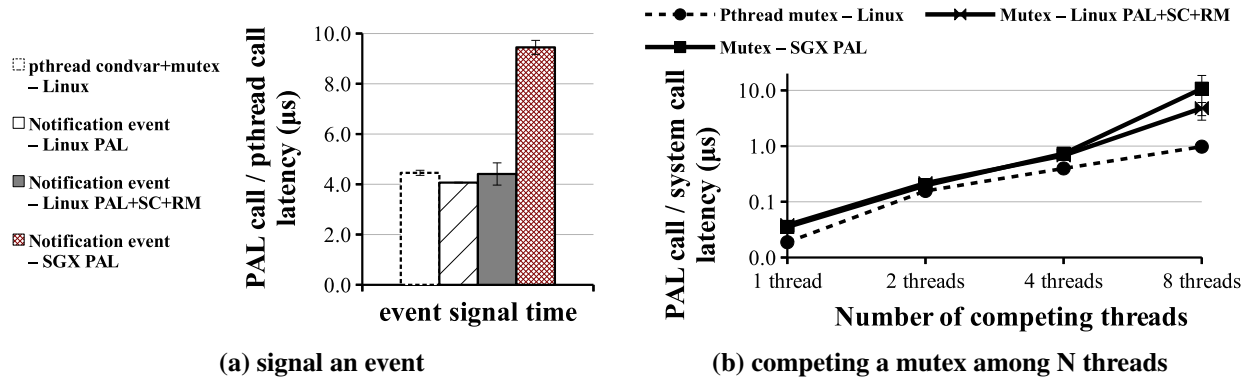 pthread condvar+mutex
– Linux
Notification event
– Linux PAL
Notification event
– Linux PAL+SC+RM
Notification event
– SGX PAL
PAL call / pthread call
latency (µs)
10.0
8.0
6.0
4.0
2.0
0.0
event signal time
(a) signal an event
Pthread mutex – Linux
Mutex – Linux PAL+SC+RM
Mutex – SGX PAL
PAL call / system call
latency (µs)
10.0
1.0
0.1
0.0
1 thread
2 threads
4 threads
8 threads
Number of competing threads
(b) competing a mutex among N threads